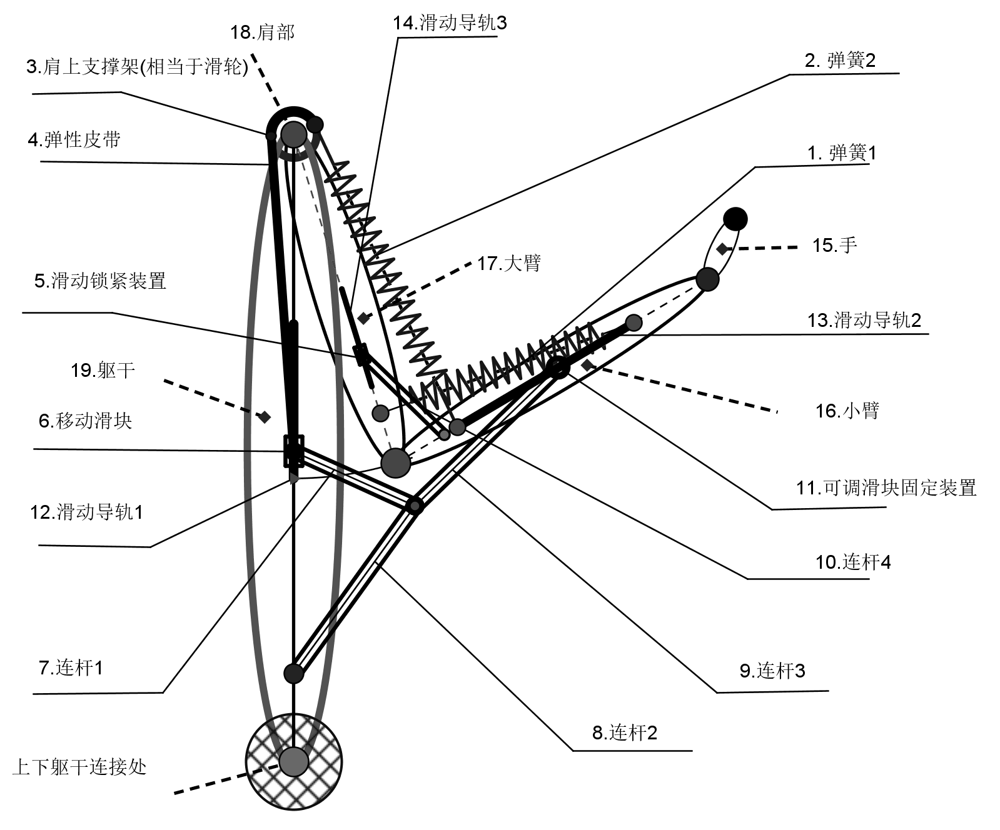 18.肩部
14.滑动导轨3
3.肩上支撑架(相当于滑轮)
2. 弹簧2
4.弹性皮带
1. 弹簧1
15.手
17.大臂
5.滑动锁紧装置
13.滑动导轨2
19.躯干
16.小臂
6.移动滑块
11.可调滑块固定装置
12.滑动导轨1
10.连杆4
7.连杆1
9.连杆3
8.连杆2
上下躯干连接处